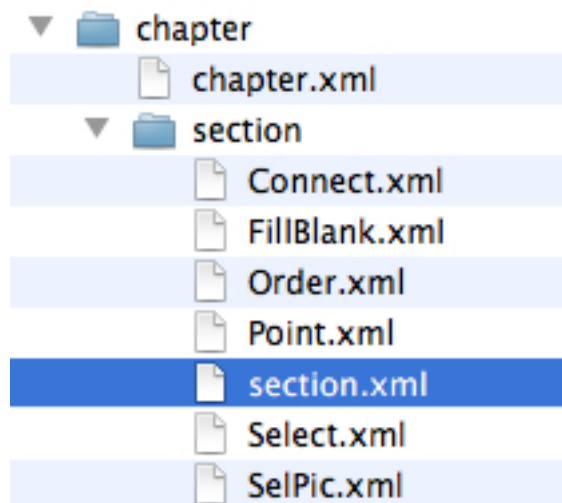 chapter
chapter.xml
section
Connect.xml
FillBlank.xml
Order.xml
Point.xml
section.xml
Select.xml
SelPic.xml